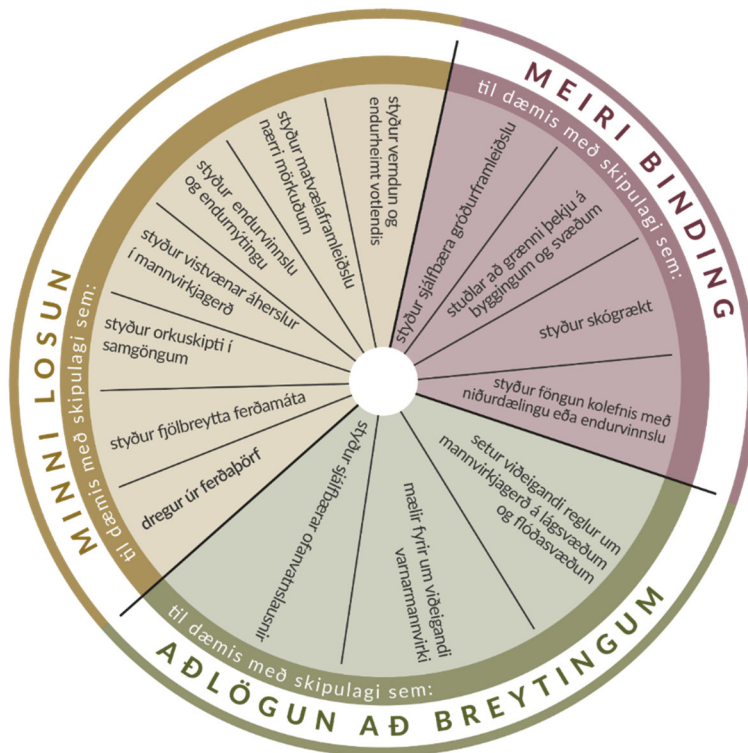 MINNI LOSUN
til dæmis með skipulagi sem:
dregur úr ferðaþörf
styður fjölbreytta ferðamáta
styður orkuskipti í
samgöngum
styður vistvænar áherslur
í mannvirkjagerð
styður endurvinnslu
og endurnýtingu
styður matvælaframleiðslu
nærri mörkuðum
styður verndun og
endurheimt votlendis
MEIRI BINDING
til dæmis með skipulagi sem:
styður sjálfbæra gróðurframleiðslu
stuðlar að grænni þekju á
byggingum og svæðum
styður skógrækt
styður föngun kolefnis með
niðurdælingu eða endurvinnslu
AÐLÖGUN AÐ BREYTINGUM
til dæmis með skipulagi sem:
setur viðeigandi reglur um
mannvirkjagerð á lágsvæðum
og flóðasvæðum
mælir fyrir um viðeigandi
varnarmannvirki
styður sjálfbærar ofanvatnslausnir